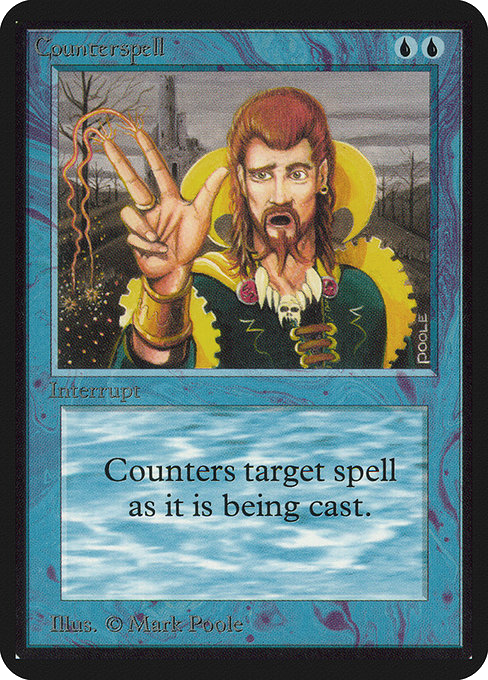 Counterspell
POOLE
Interrupt
Counters target spell
as it is being cast.
Illus. © Mark Poole